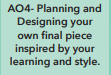 AO4- Planning and
Designing your
own final piece
inspired by your
learning and style.